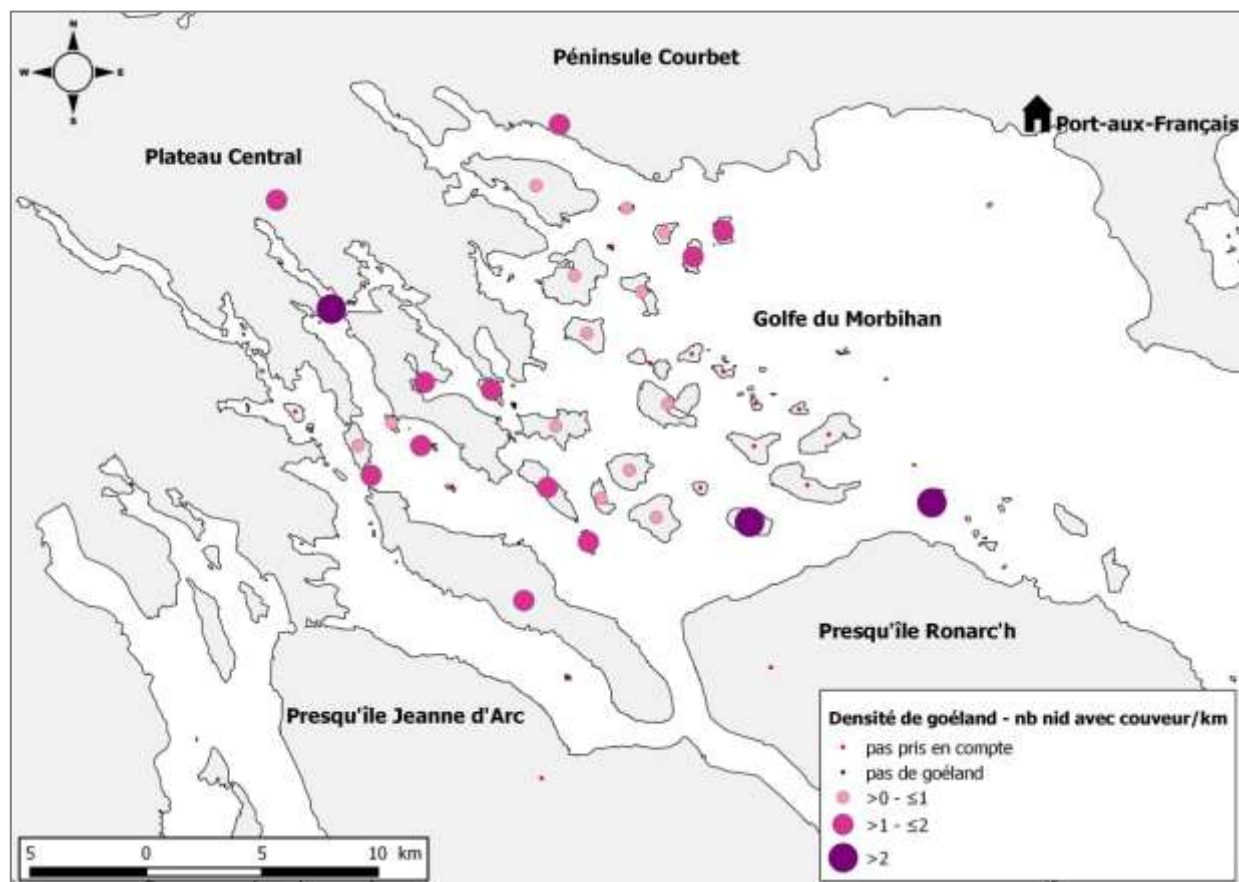 N
W E
S
Péninsule Courbet
Port-aux-Français
Plateau Central
Golfe du Morbihan
Presqu'île Ronarc'h
Presqu'île Jeanne d'Arc
Densité de goéland - nb nid avec couveur/km
pas pris en compte
pas de goéland
>0 - ≤1
>1 - ≤2
>2
5 0 5 10 km